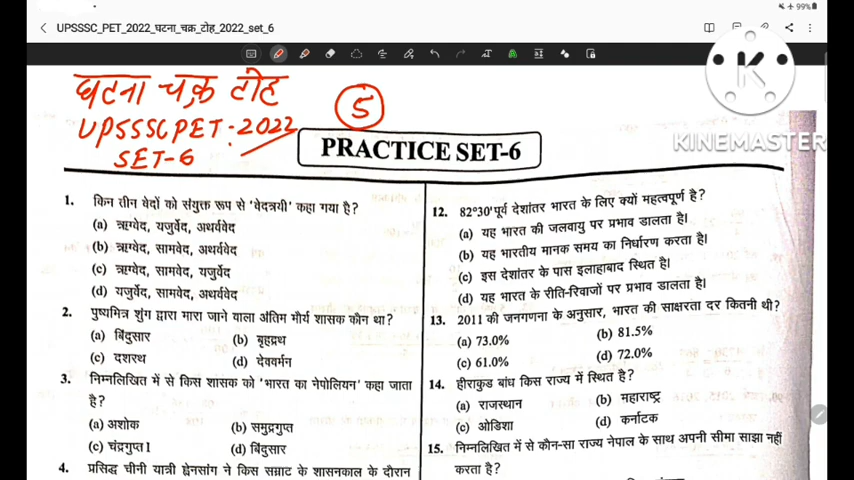 99%
UPSSSC_PET_2022_घटना_चक्र_टोह_2022_set_6
घटना चक्र टोह
UPSSSC PET. 2022
SET-6
5
KINEMASTER
PRACTICE SET-6
1. किन तीन वेदों को संयुक्त रूप से 'वेदत्रयी' कहा गया है?
(a) ऋग्वेद, यजुर्वेद, अथर्ववेद
(b) ऋग्वेद, सामवेद, अथर्ववेद
(c) ऋग्वेद, सामवेद, यजुर्वेद
(d) यजुर्वेद, सामवेद, अथर्ववेद
2. पुष्यमित्र शुंग द्वारा मारा जाने वाला अंतिम मौर्य शासक कौन था?
(a) बिंदुसार (b) बृहद्रथ
(c) दशरथ (d) देववर्मन
3. निम्नलिखित में से किस शासक को 'भारत का नेपोलियन' कहा जाता
है?
(a) अशोक (b) समुद्रगुप्त
(c) चंद्रगुप्त I (d) बिंदुसार
4. प्रसिद्ध चीनी यात्री ह्वेनसांग ने किस सम्राट के शासनकाल के दौरान
12. 82°30' पूर्व देशांतर भारत के लिए क्यों महत्वपूर्ण है?
(a) यह भारत की जलवायु पर प्रभाव डालता है।
(b) यह भारतीय मानक समय का निर्धारण करता है।
(c) इस देशांतर के पास इलाहाबाद स्थित है।
(d) यह भारत के रीति-रिवाजों पर प्रभाव डालता है।
13. 2011 की जनगणना के अनुसार, भारत की साक्षरता दर कितनी थी?
(a) 73.0% (b) 81.5%
(c) 61.0% (d) 72.0%
14. हीराकुड बांध किस राज्य में स्थित है?
(a) राजस्थान (b) महाराष्ट्र
(c) ओडिशा (d) कर्नाटक
15. निम्नलिखित में से कौन-सा राज्य नेपाल के साथ अपनी सीमा साझा नहीं
करता है?